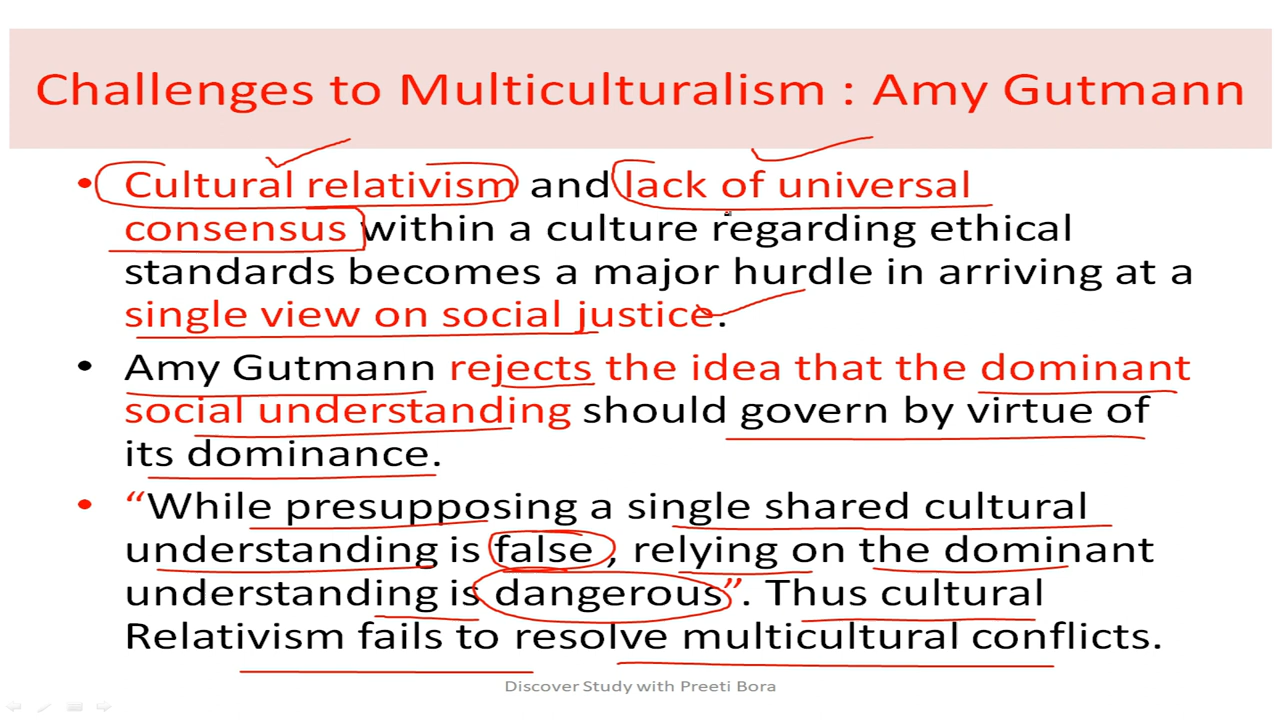 Challenges to Multiculturalism : Amy Gutmann
• Cultural relativism and lack of universal
consensus within a culture regarding ethical
standards becomes a major hurdle in arriving at a
single view on social justice.
• Amy Gutmann rejects the idea that the dominant
social understanding should govern by virtue of
its dominance.
• “While presupposing a single shared cultural
understanding is false , relying on the dominant
understanding is dangerous”. Thus cultural
Relativism fails to resolve multicultural conflicts.
Discover Study with Preeti Bora